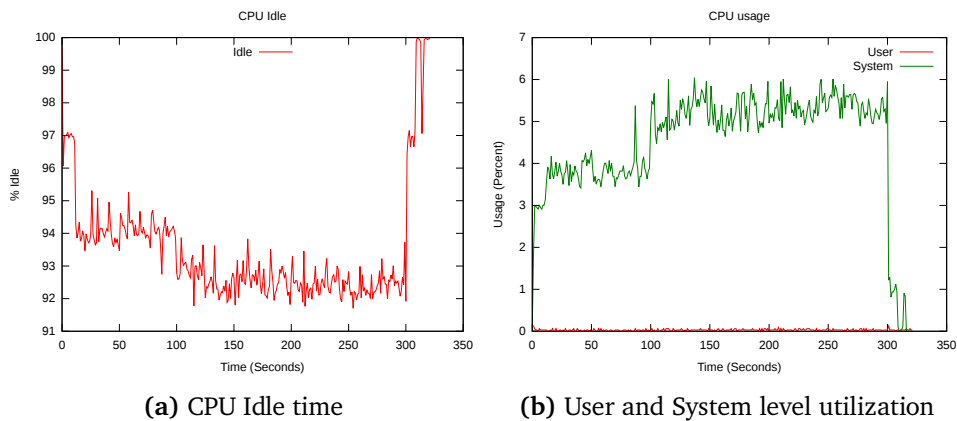 CPU Idle
100
99
98
97
96
95
94
93
92
91
% Idle
Idle
0 50 100 150 200 250 300 350
Time (Seconds)
(a) CPU Idle time
CPU usage
7
6
5
4
3
2
1
0
Usage (Percent)
User
System
0 50 100 150 200 250 300 350
Time (Seconds)
(b) User and System level utilization